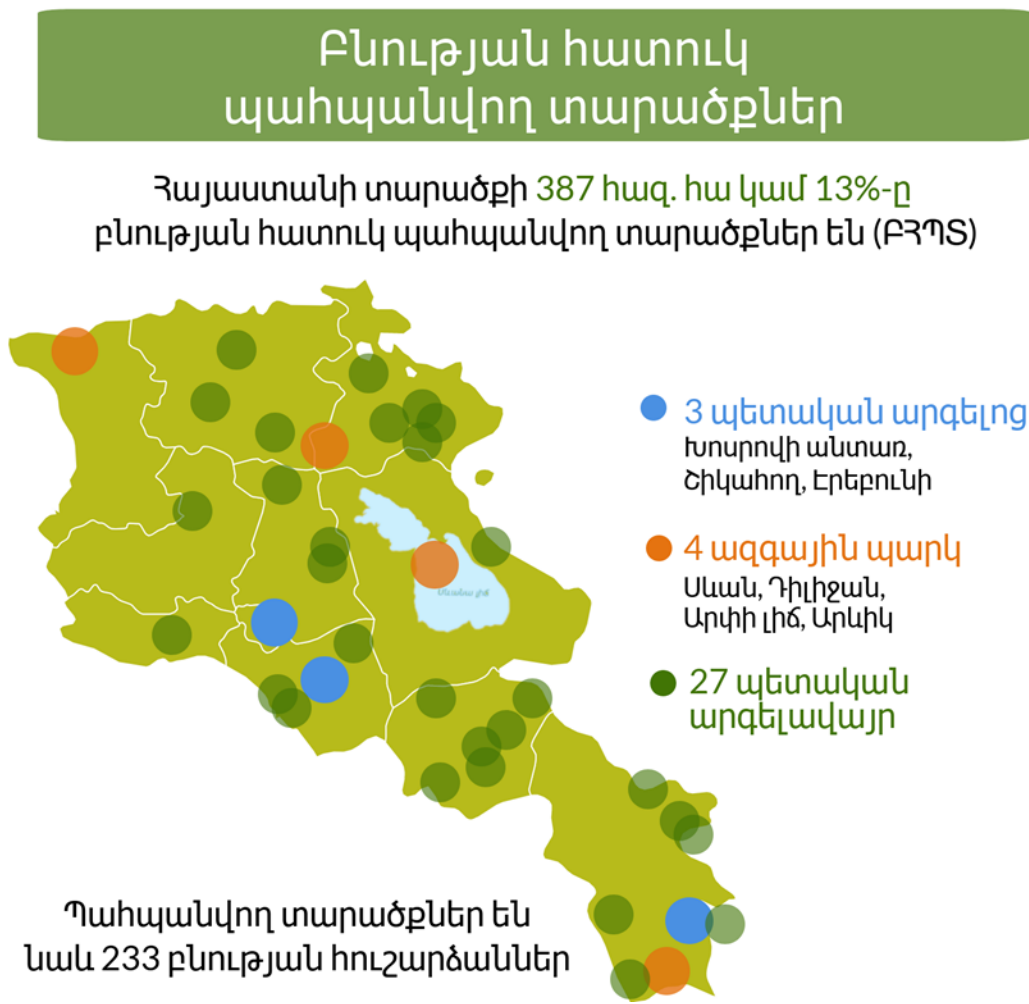 Բնության հատուկ
պահպանվող տարածքներ
Հայաստանի տարածքի 387 հազ. հա կամ 13%-ը
բնության հատուկ պահպանվող տարածքներ են (ԲՀՊՏ)
3 պետական արգելոց
Խոսրովի անտառ,
Շիկահող, Էրեբունի
4 ազգային պարկ
Սևան, Դիլիջան,
Արփի լիճ, Արևիկ
27 պետական
արգելավայր
Սևանա լիճ
Պահպանվող տարածքներ են
նաև 233 բնության հուշարձաններ